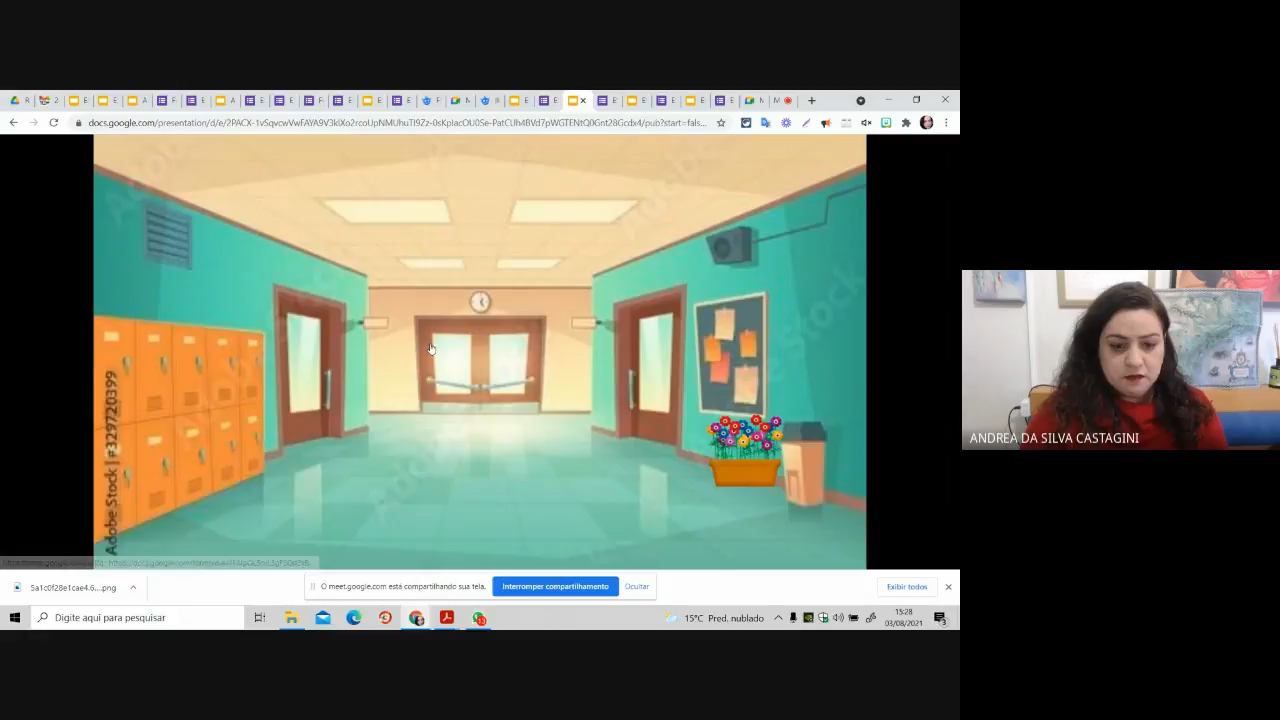 docs.google.com/presentation/d/e/2PACX-1vSqvcwVwFAYA9V3klXo2rcoUpNMUhuTI9Zz-0sKpIacOU0Se-PatCUh4BVd7pWGTENtQ0Gnt28Gcdx4/pub?start=fals...
Adobe Stock | #329720399
ANDREA DA SILVA CASTAGINI
5a1c0f28e1cae4.6....png
O meet.google.com está compartilhando sua tela.
Interromper compartilhamento
Ocultar
Exibir todos
Digite aqui para pesquisar
15°C Pred. nublado
15:28
03/08/2021